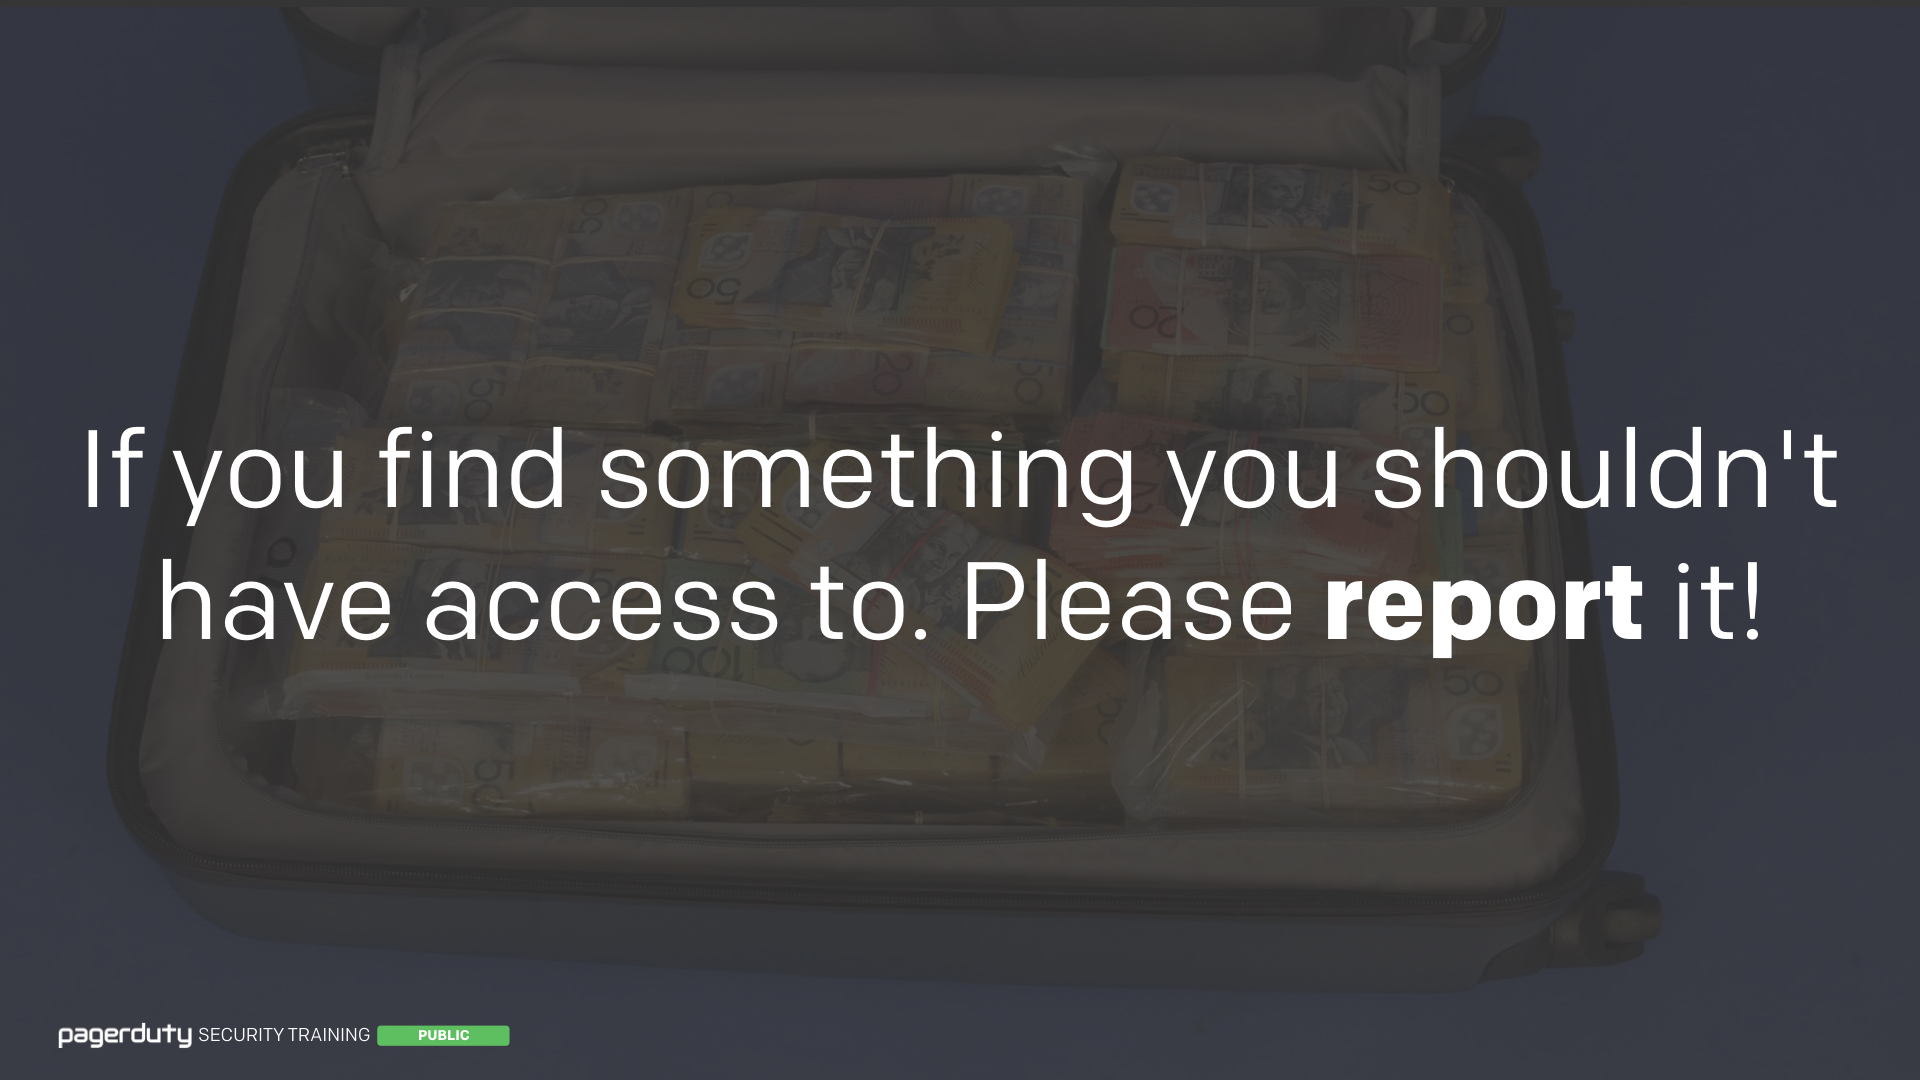 If you find something you shouldn't
have access to. Please report it!
pagerduty SECURITY TRAINING PUBLIC